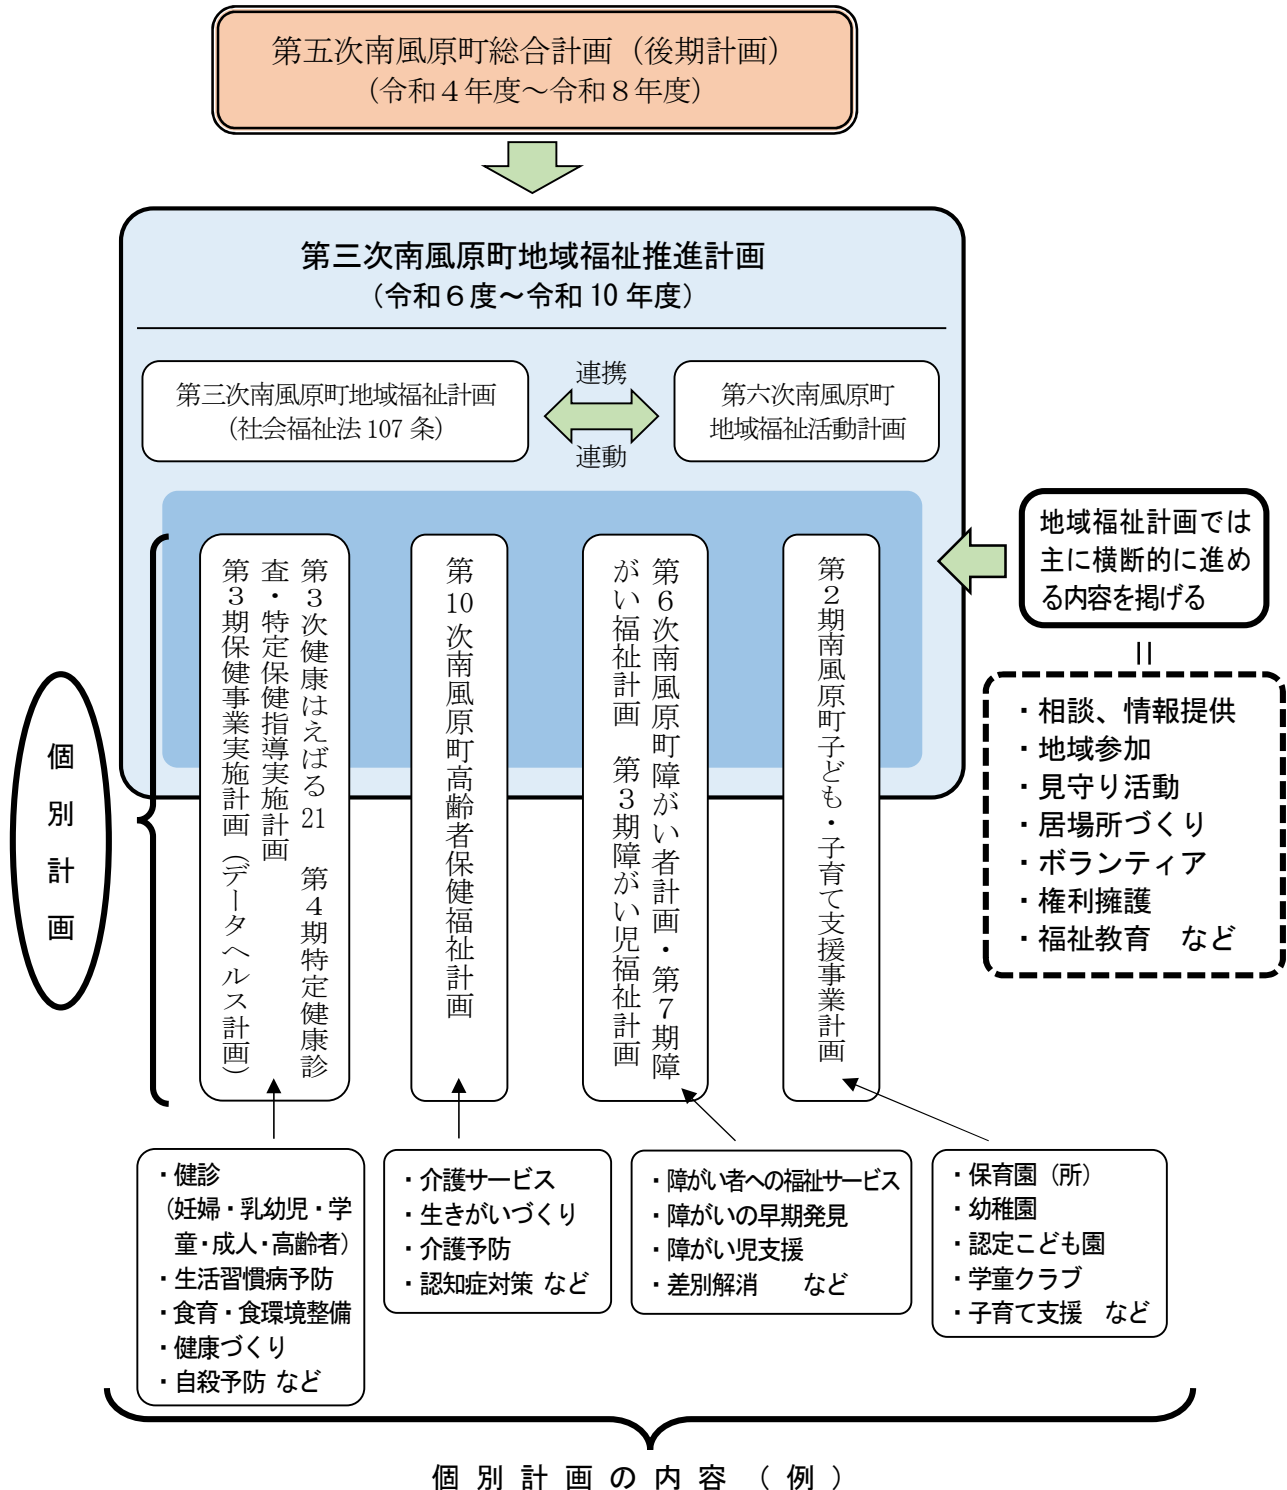 第五次南風原町総合計画（後期計画）
（令和４年度～令和８年度）
第三次南風原町地域福祉推進計画
（令和６度～令和 10 年度）
第三次南風原町地域福祉計画
（社会福祉法 107 条）
連携
連動
第六次南風原町
地域福祉活動計画
地域福祉計画では
主に横断的に進め
る内容を掲げる
＝
・相談、情報提供
・地域参加
・見守り活動
・居場所づくり
・ボランティア
・権利擁護
・福祉教育　など
個別計画
第３次健康はえばる 21　第４期特定健康診
査・特定保健指導実施計画
第３期保健事業実施計画（データヘルス計画）
第 10 次南風原町高齢者保健福祉計画
第６次南風原町障がい者計画・第７期障
がい福祉計画　第３期障がい児福祉計画
第２期南風原町子ども・子育て支援事業計画
・健診
（妊婦・乳幼児・学
童・成人・高齢者）
・生活習慣病予防
・食育・食環境整備
・健康づくり
・自殺予防 など
・介護サービス
・生きがいづくり
・介護予防
・認知症対策 など
・障がい者への福祉サービス
・障がいの早期発見
・障がい児支援
・差別解消　　など
・保育園（所）
・幼稚園
・認定こども園
・学童クラブ
・子育て支援　など
個別計画の内容（例）